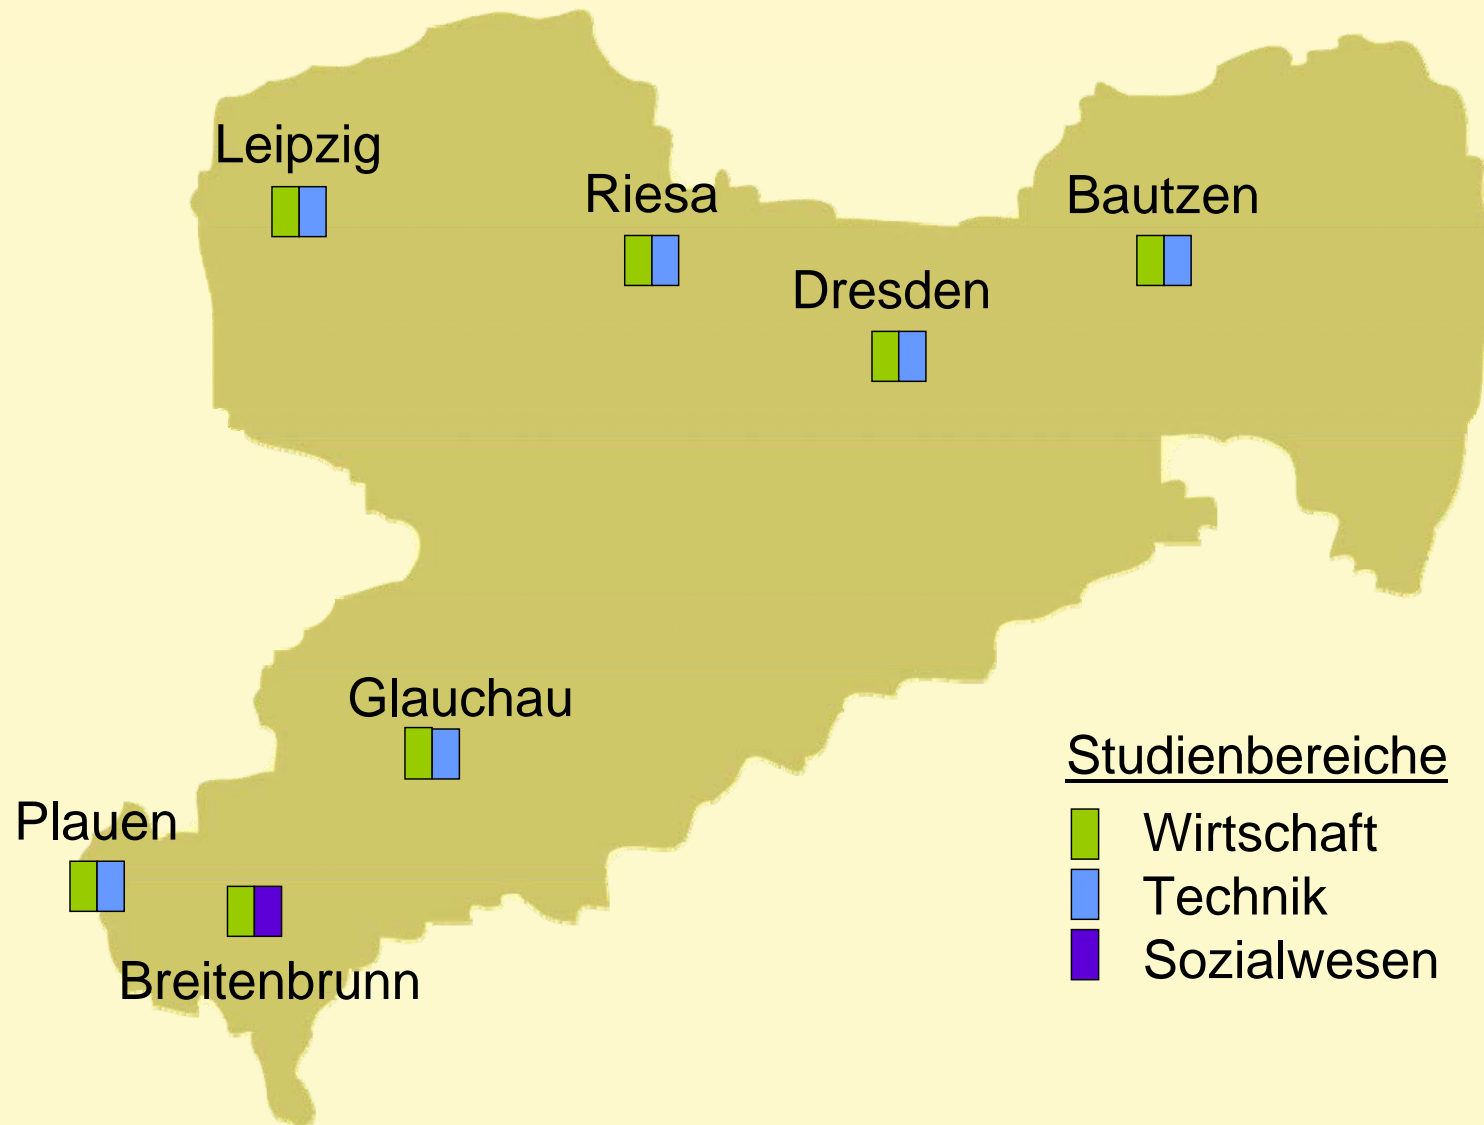 Leipzig
Riesa
Bautzen
Dresden
Glauchau
Plauen
Breitenbrunn
Studienbereiche
Wirtschaft
Technik
Sozialwesen